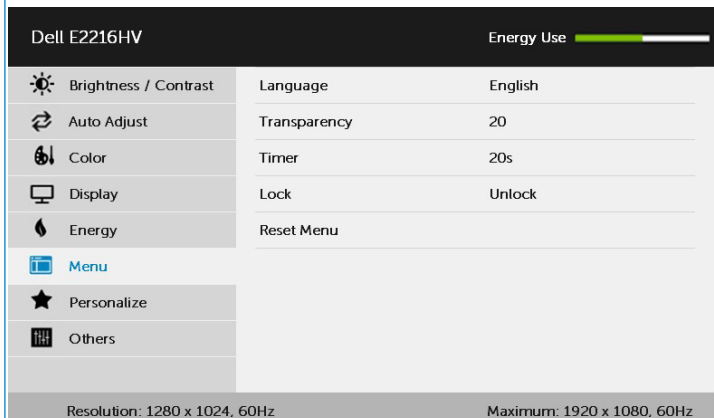 Dell E2216HV Energy Use
Brightness / Contrast Language English
Auto Adjust Transparency 20
Color Timer 20s
Display Lock Unlock
Energy Reset Menu
Menu
Personalize
Others
Resolution: 1280 x 1024, 60Hz Maximum: 1920 x 1080, 60Hz